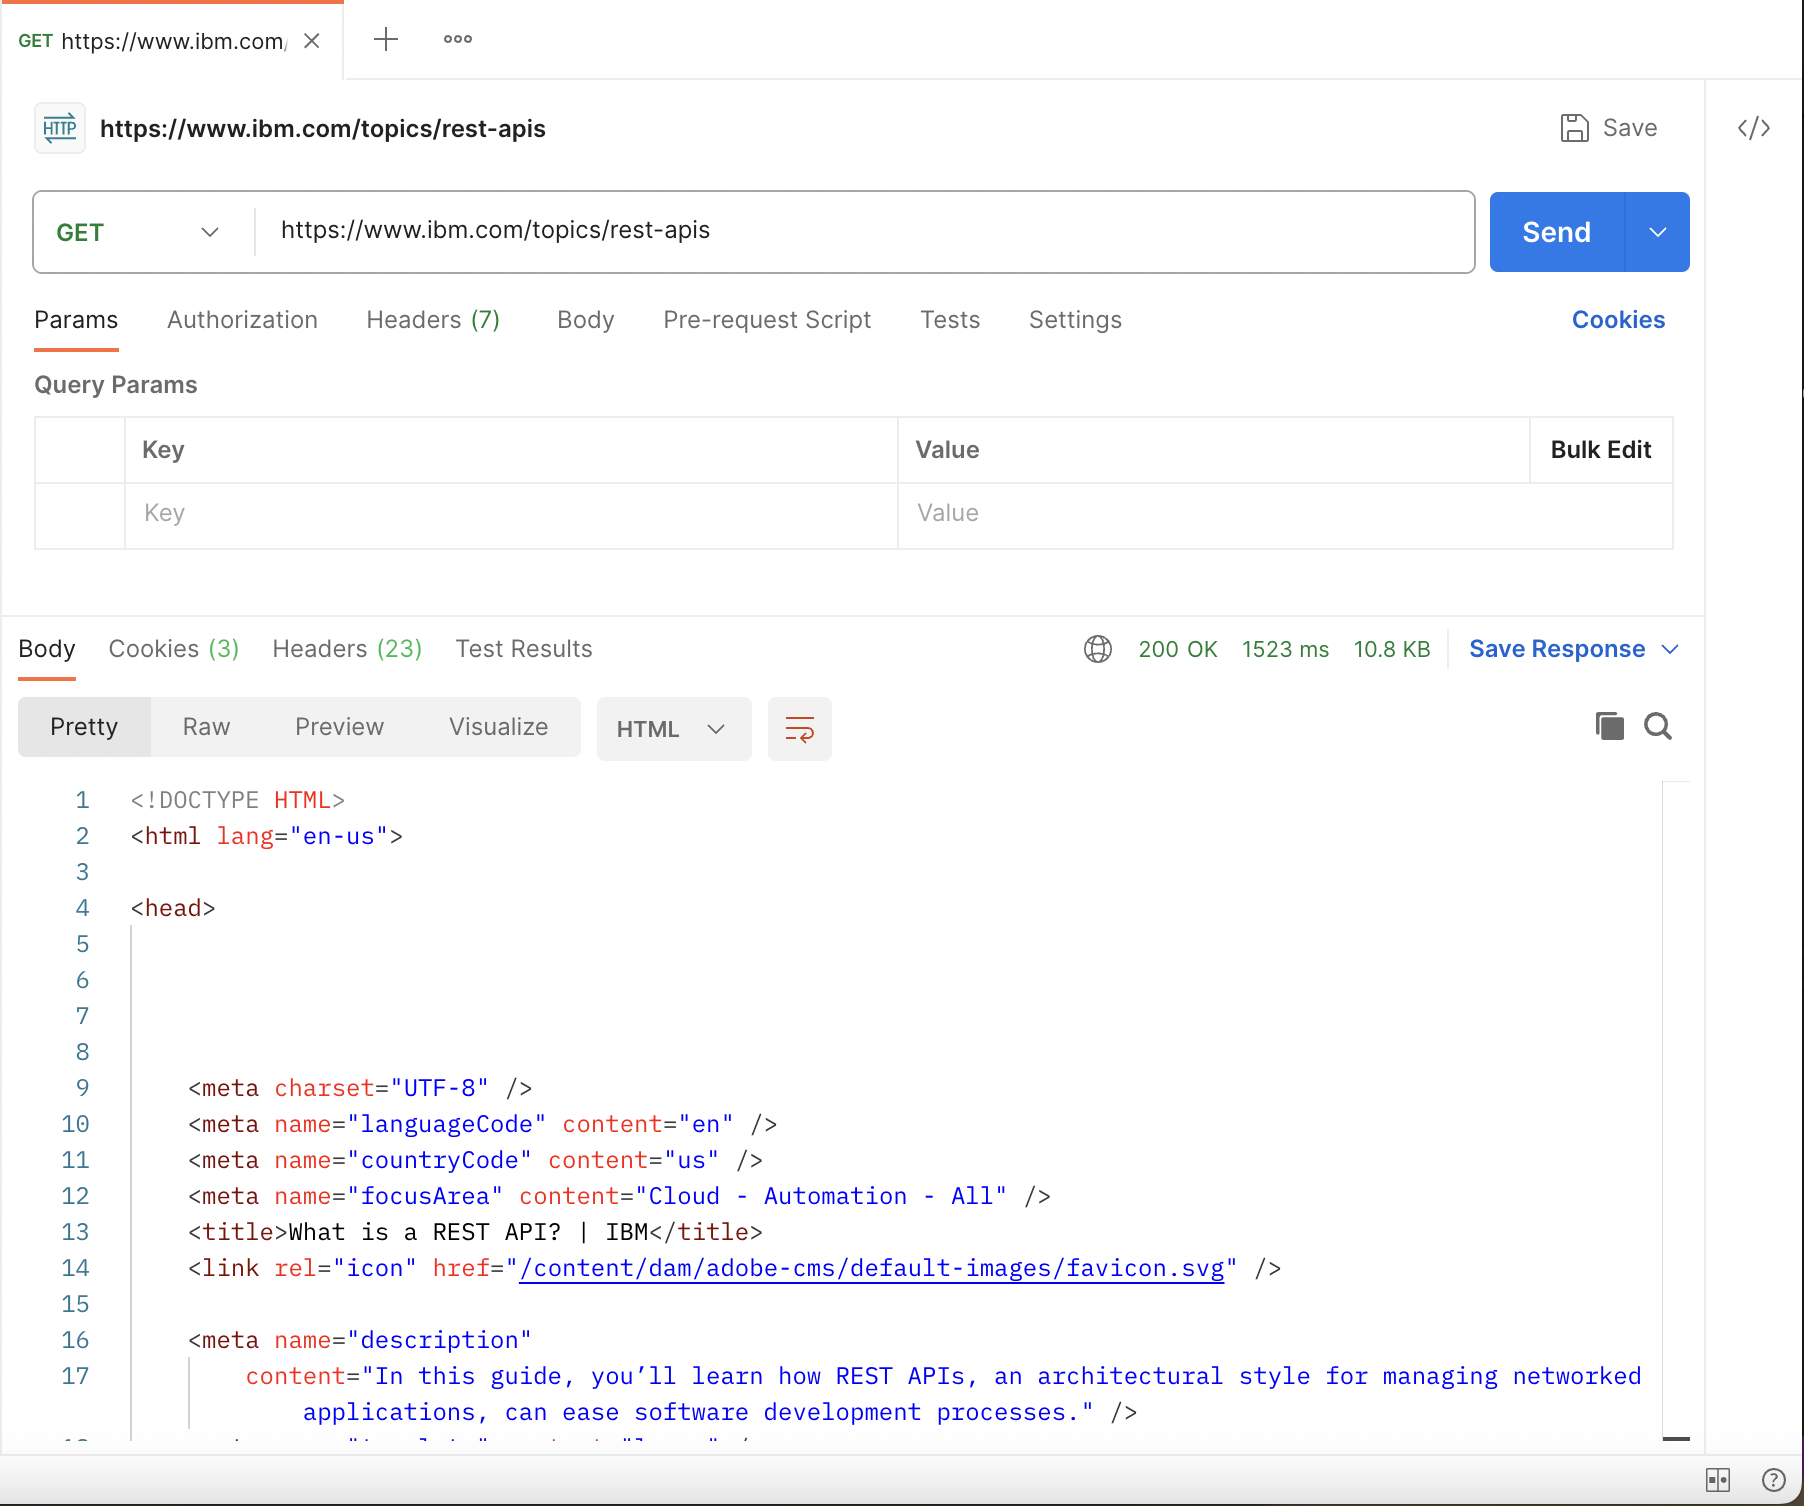 GET https://www.ibm.com/
HTTP https://www.ibm.com/topics/rest-apis Save </>
GET https://www.ibm.com/topics/rest-apis Send
Params Authorization Headers (7) Body Pre-request Script Tests Settings Cookies
Query Params
Key Value Bulk Edit
Key Value
Body Cookies (3) Headers (23) Test Results 200 OK 1523 ms 10.8 KB Save Response
Pretty Raw Preview Visualize HTML
1 <!DOCTYPE HTML>
2 <html lang="en-us">
3
4 <head>
5
6
7
8
9 <meta charset="UTF-8" />
10 <meta name="languageCode" content="en" />
11 <meta name="countryCode" content="us" />
12 <meta name="focusArea" content="Cloud - Automation - All" />
13 <title>What is a REST API? | IBM</title>
14 <link rel="icon" href="/content/dam/adobe-cms/default-images/favicon.svg" />
15
16 <meta name="description"
17 content="In this guide, you’ll learn how REST APIs, an architectural style for managing networked
applications, can ease software development processes." />